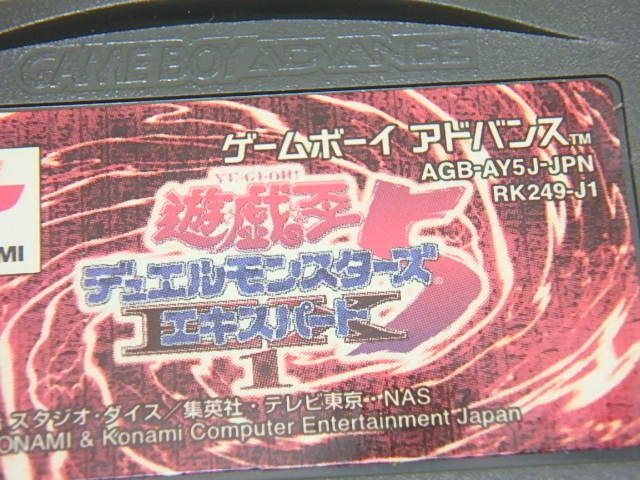 GAME BOY ADVANCE
ゲームボーイ アドバンス™
AGB-AY5J-JPN
RK249-J1
YU-GI-OH!
遊戯王
デュエルモンスターズ 5
エキスパート
1
スタジオ・ダイス／集英社・テレビ東京・NAS
KONAMI & Konami Computer Entertainment Japan